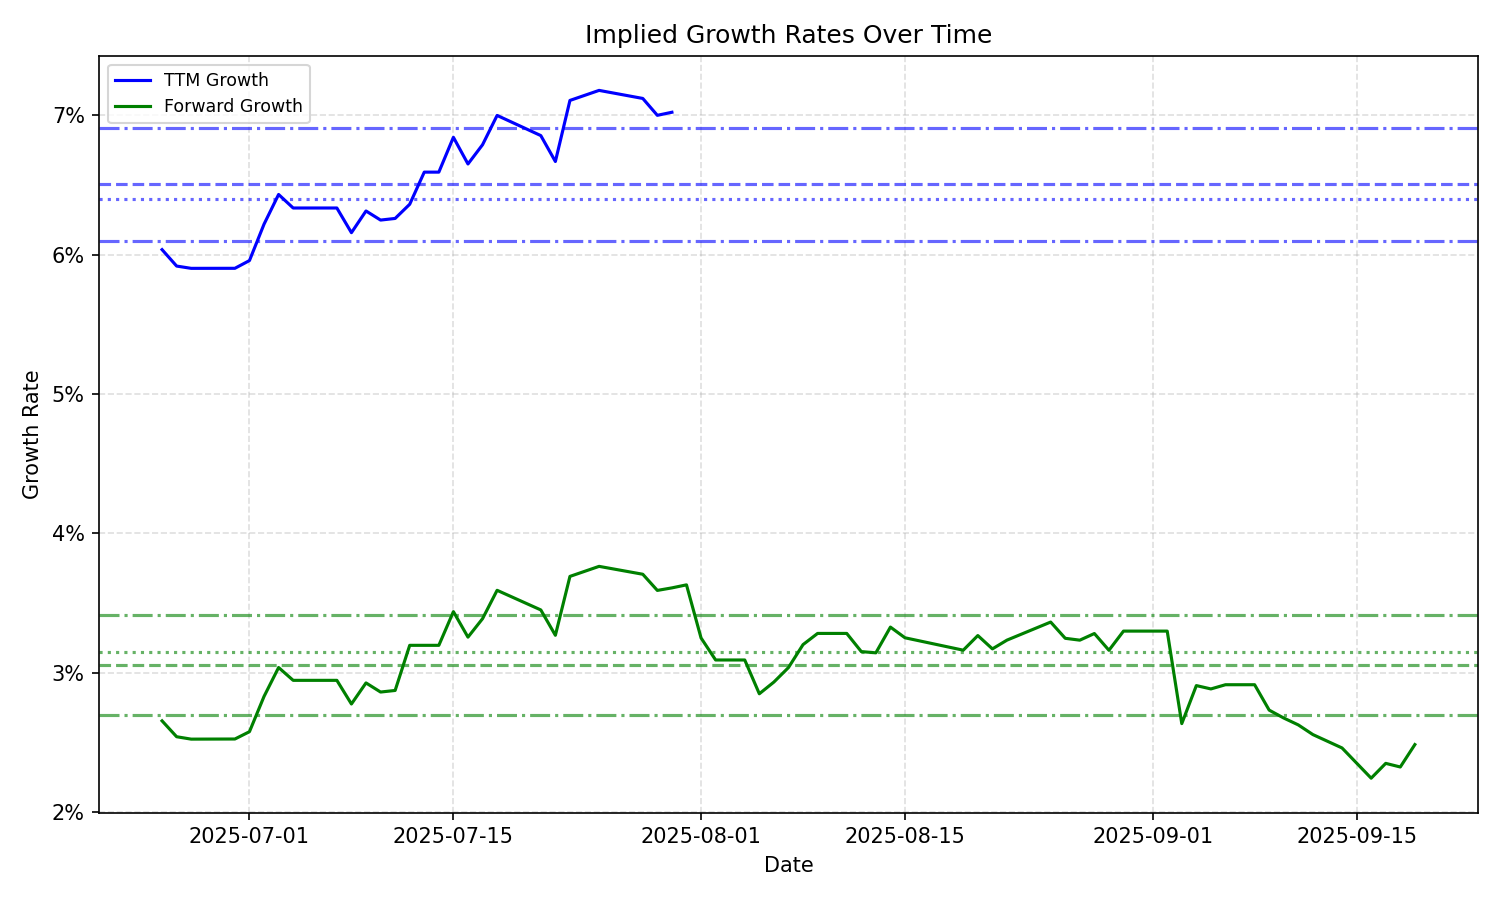 Implied Growth Rates Over Time
TTM Growth
Forward Growth
7%
6%
5%
4%
3%
2%
Growth Rate
2025-07-01
2025-07-15
2025-08-01
2025-08-15
2025-09-01
2025-09-15
Date